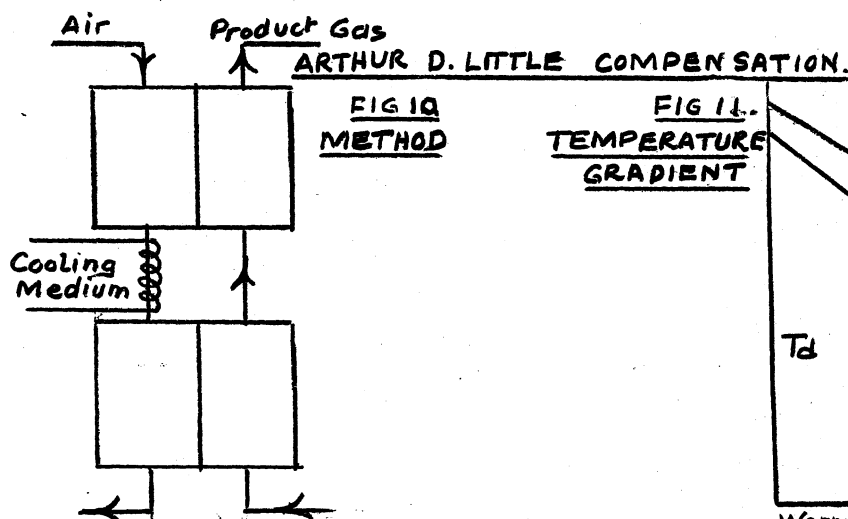 Air
Product Gas
ARTHUR D. LITTLE COMPENSATION.
FIG 10
METHOD
FIG 11.
TEMPERATURE
GRADIENT
Cooling
Medium
Td